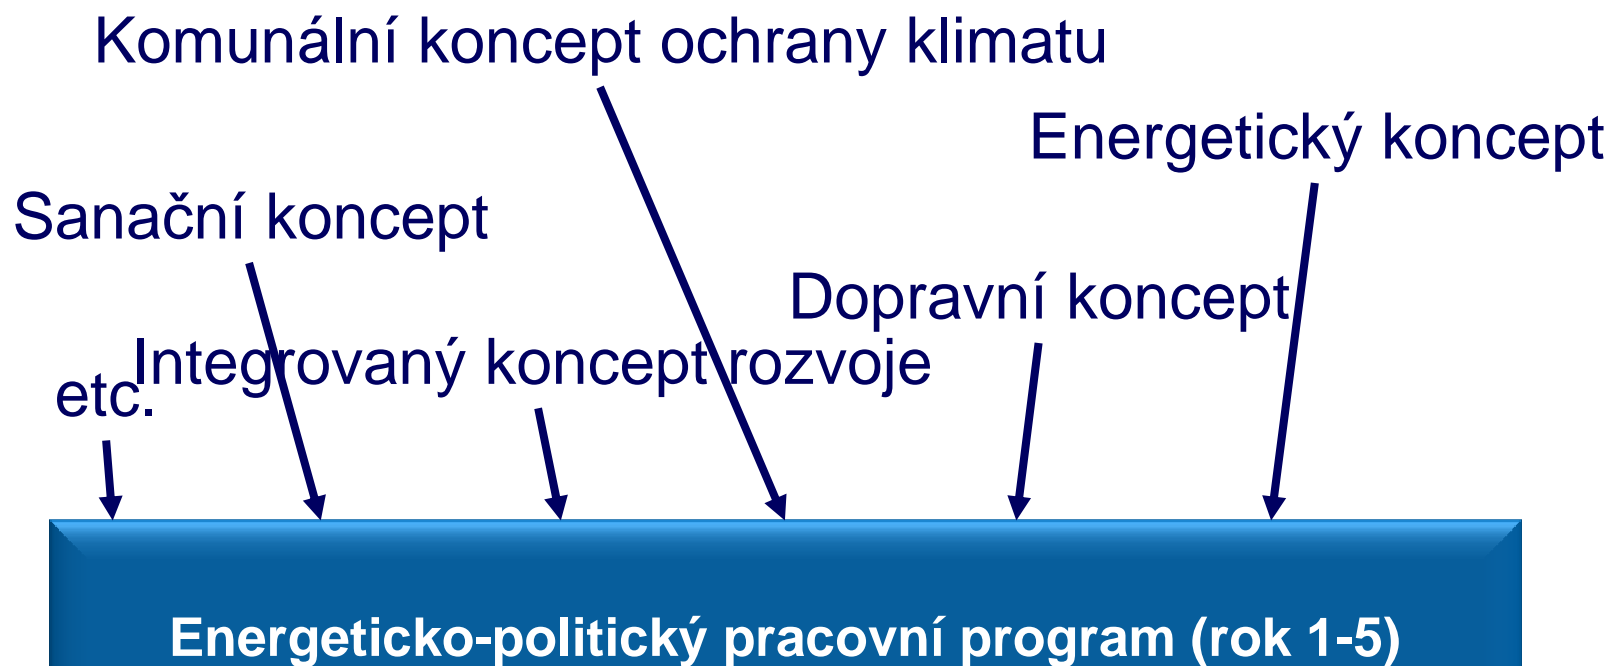 Komunální koncept ochrany klimatu
Energetický koncept
Sanační koncept
Dopravní koncept
Integrovaný koncept rozvoje
etc.
Energeticko-politický pracovní program (rok 1-5)